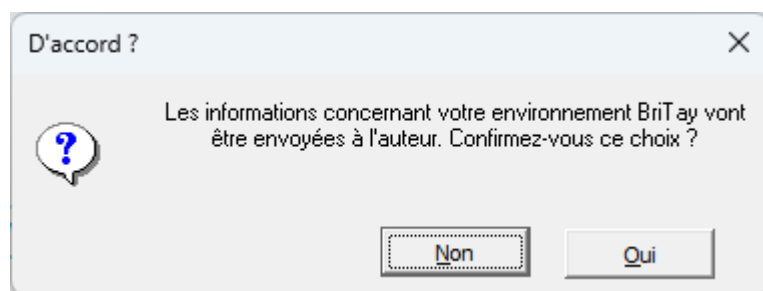 D'accord ?
Les informations concernant votre environnement BriTay vont
être envoyées à l'auteur. Confirmez-vous ce choix ?
Non
Oui